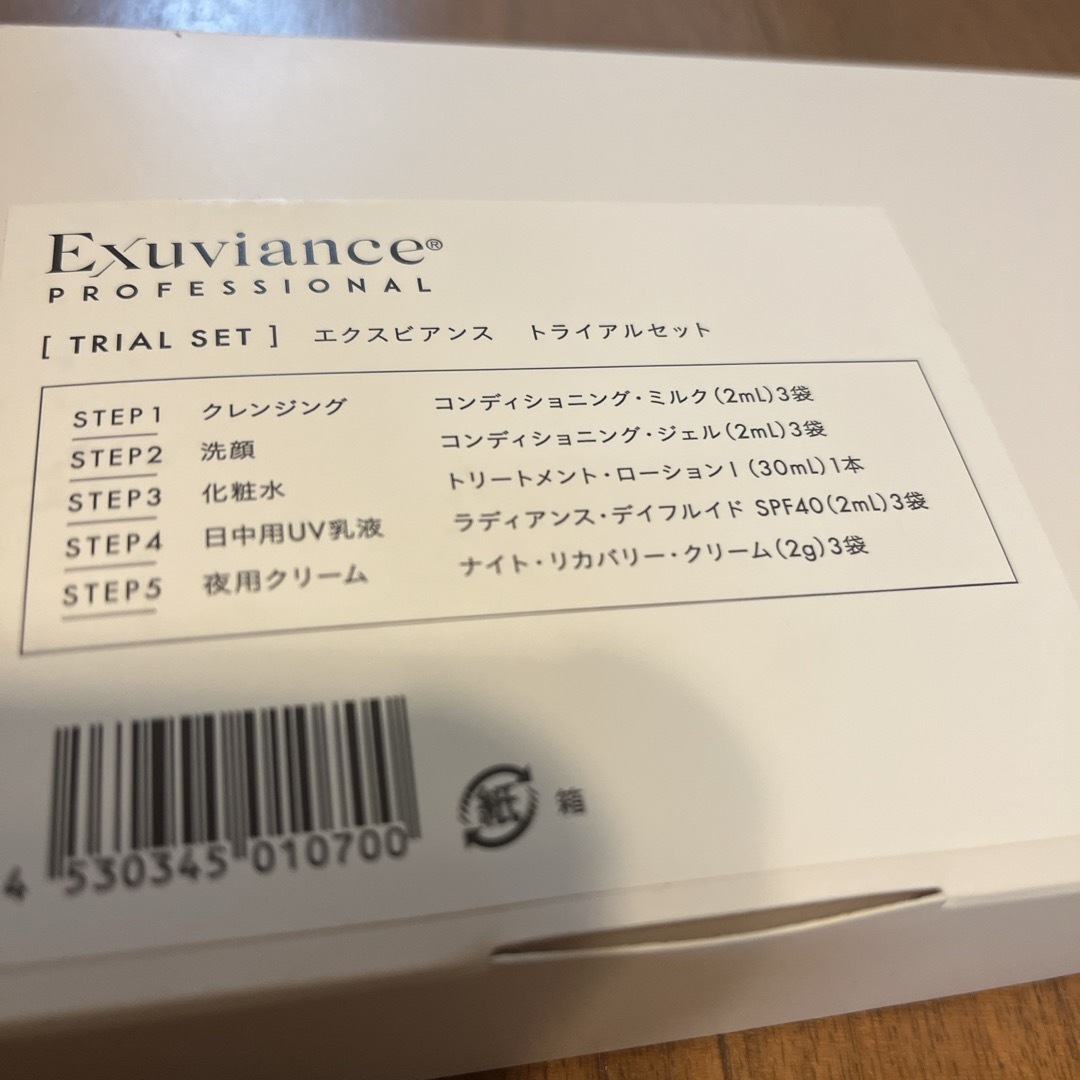 Exuviance®
PROFESSIONAL
[ TRIAL SET ] エクスビアンス トライアルセット
STEP1 クレンジング コンディショニング・ミルク(2mL)3袋
STEP2 洗顔 コンディショニング・ジェル(2mL)3袋
STEP3 化粧水 トリートメント・ローションI (30mL)1本
STEP4 日中用UV乳液 ラディアンス・デイフルイド SPF40(2mL)3袋
STEP5 夜用クリーム ナイト・リカバリー・クリーム(2g)3袋
紙 箱
4 530345 010700